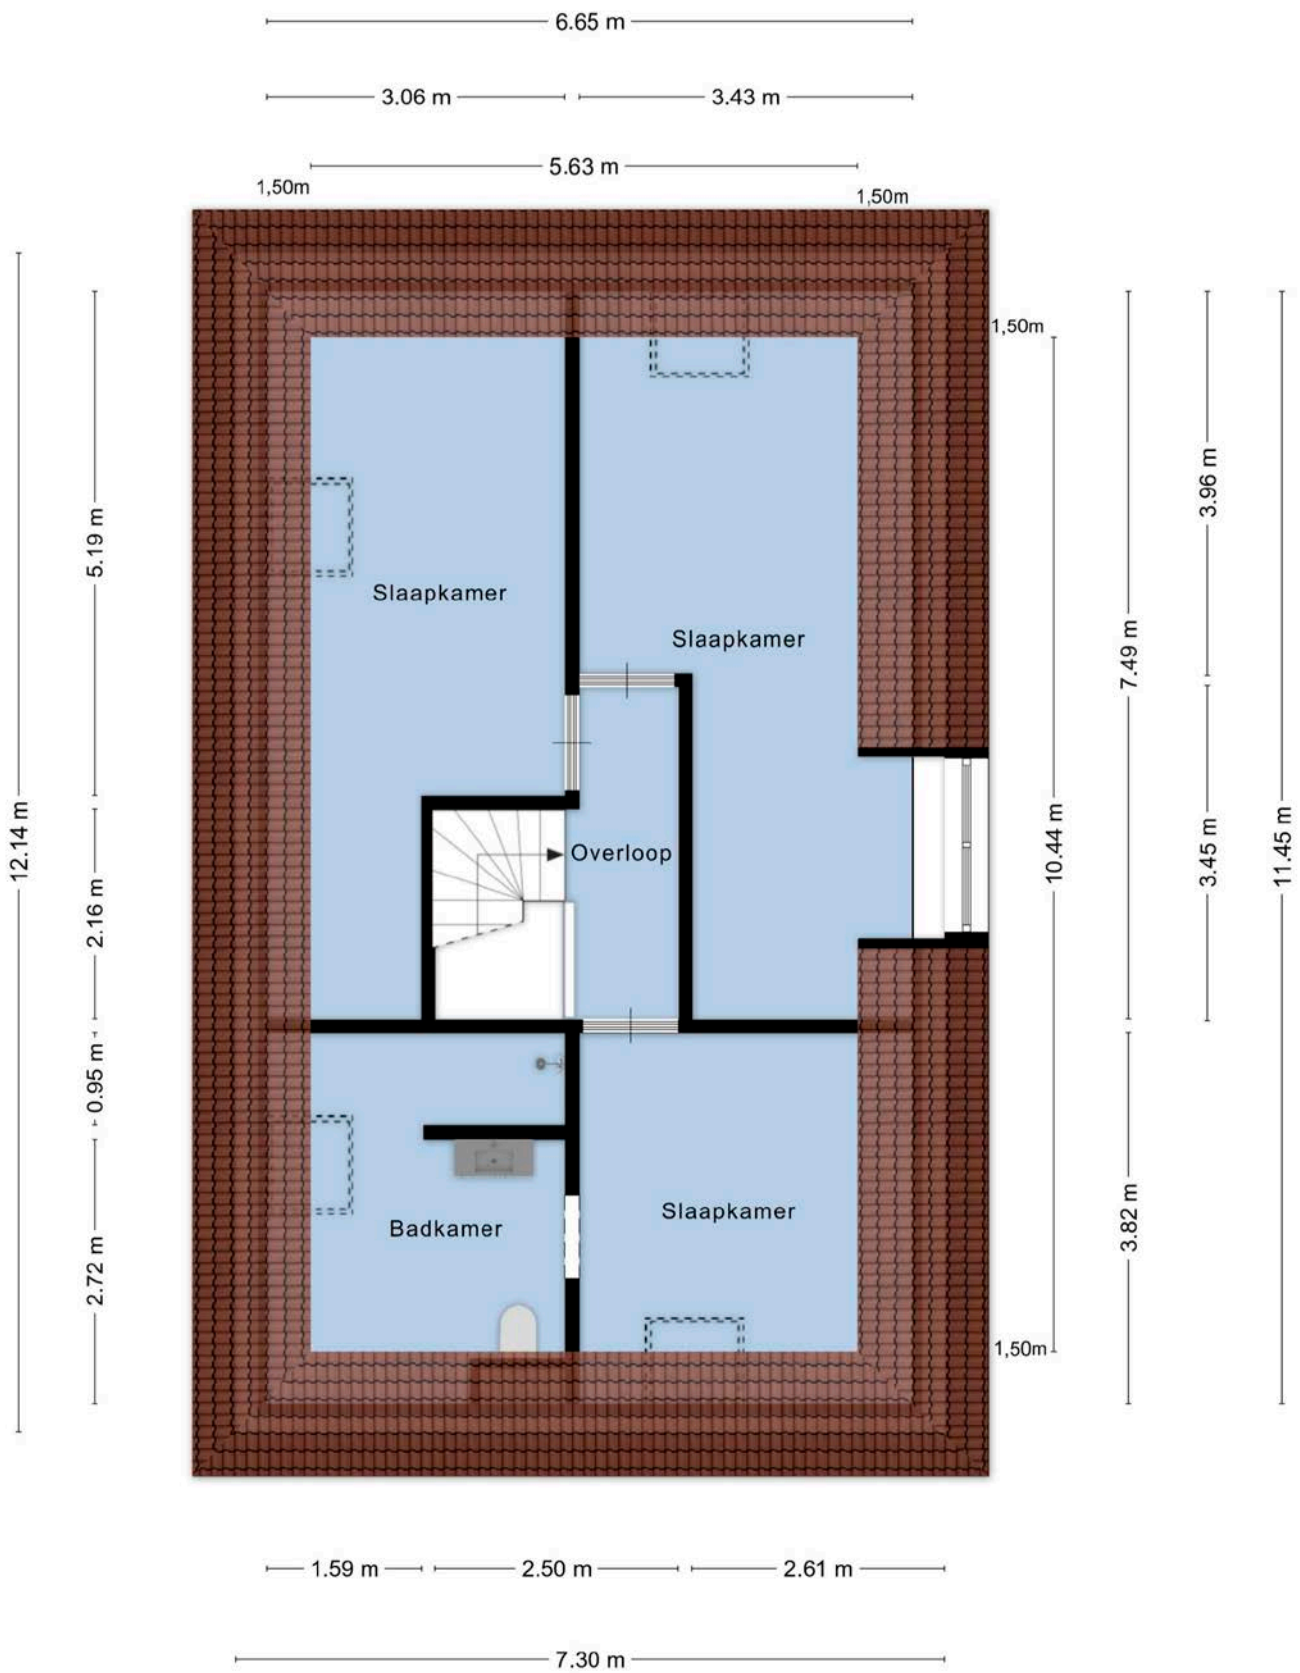 6.65 m
3.06 m
3.43 m
5.63 m
1,50m
1,50m
1,50m
3.96 m
5.19 m
Slaapkamer
Slaapkamer
7.49 m
12.14 m
10.44 m
3.45 m
11.45 m
Overloop
2.16 m
0.95 m
3.82 m
Slaapkamer
Badkamer
2.72 m
1,50m
1.59 m
2.50 m
2.61 m
7.30 m